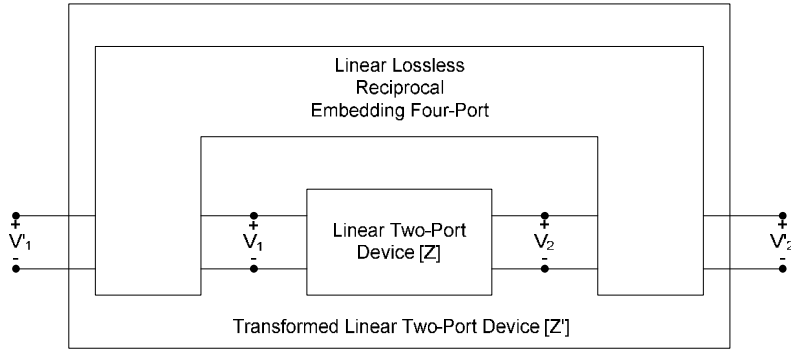 Linear Lossless
Reciprocal
Embedding Four-Port
+ + + +
V'1 V1 Linear Two-Port V2 V'2
Device [Z]
- - - -
Transformed Linear Two-Port Device [Z']